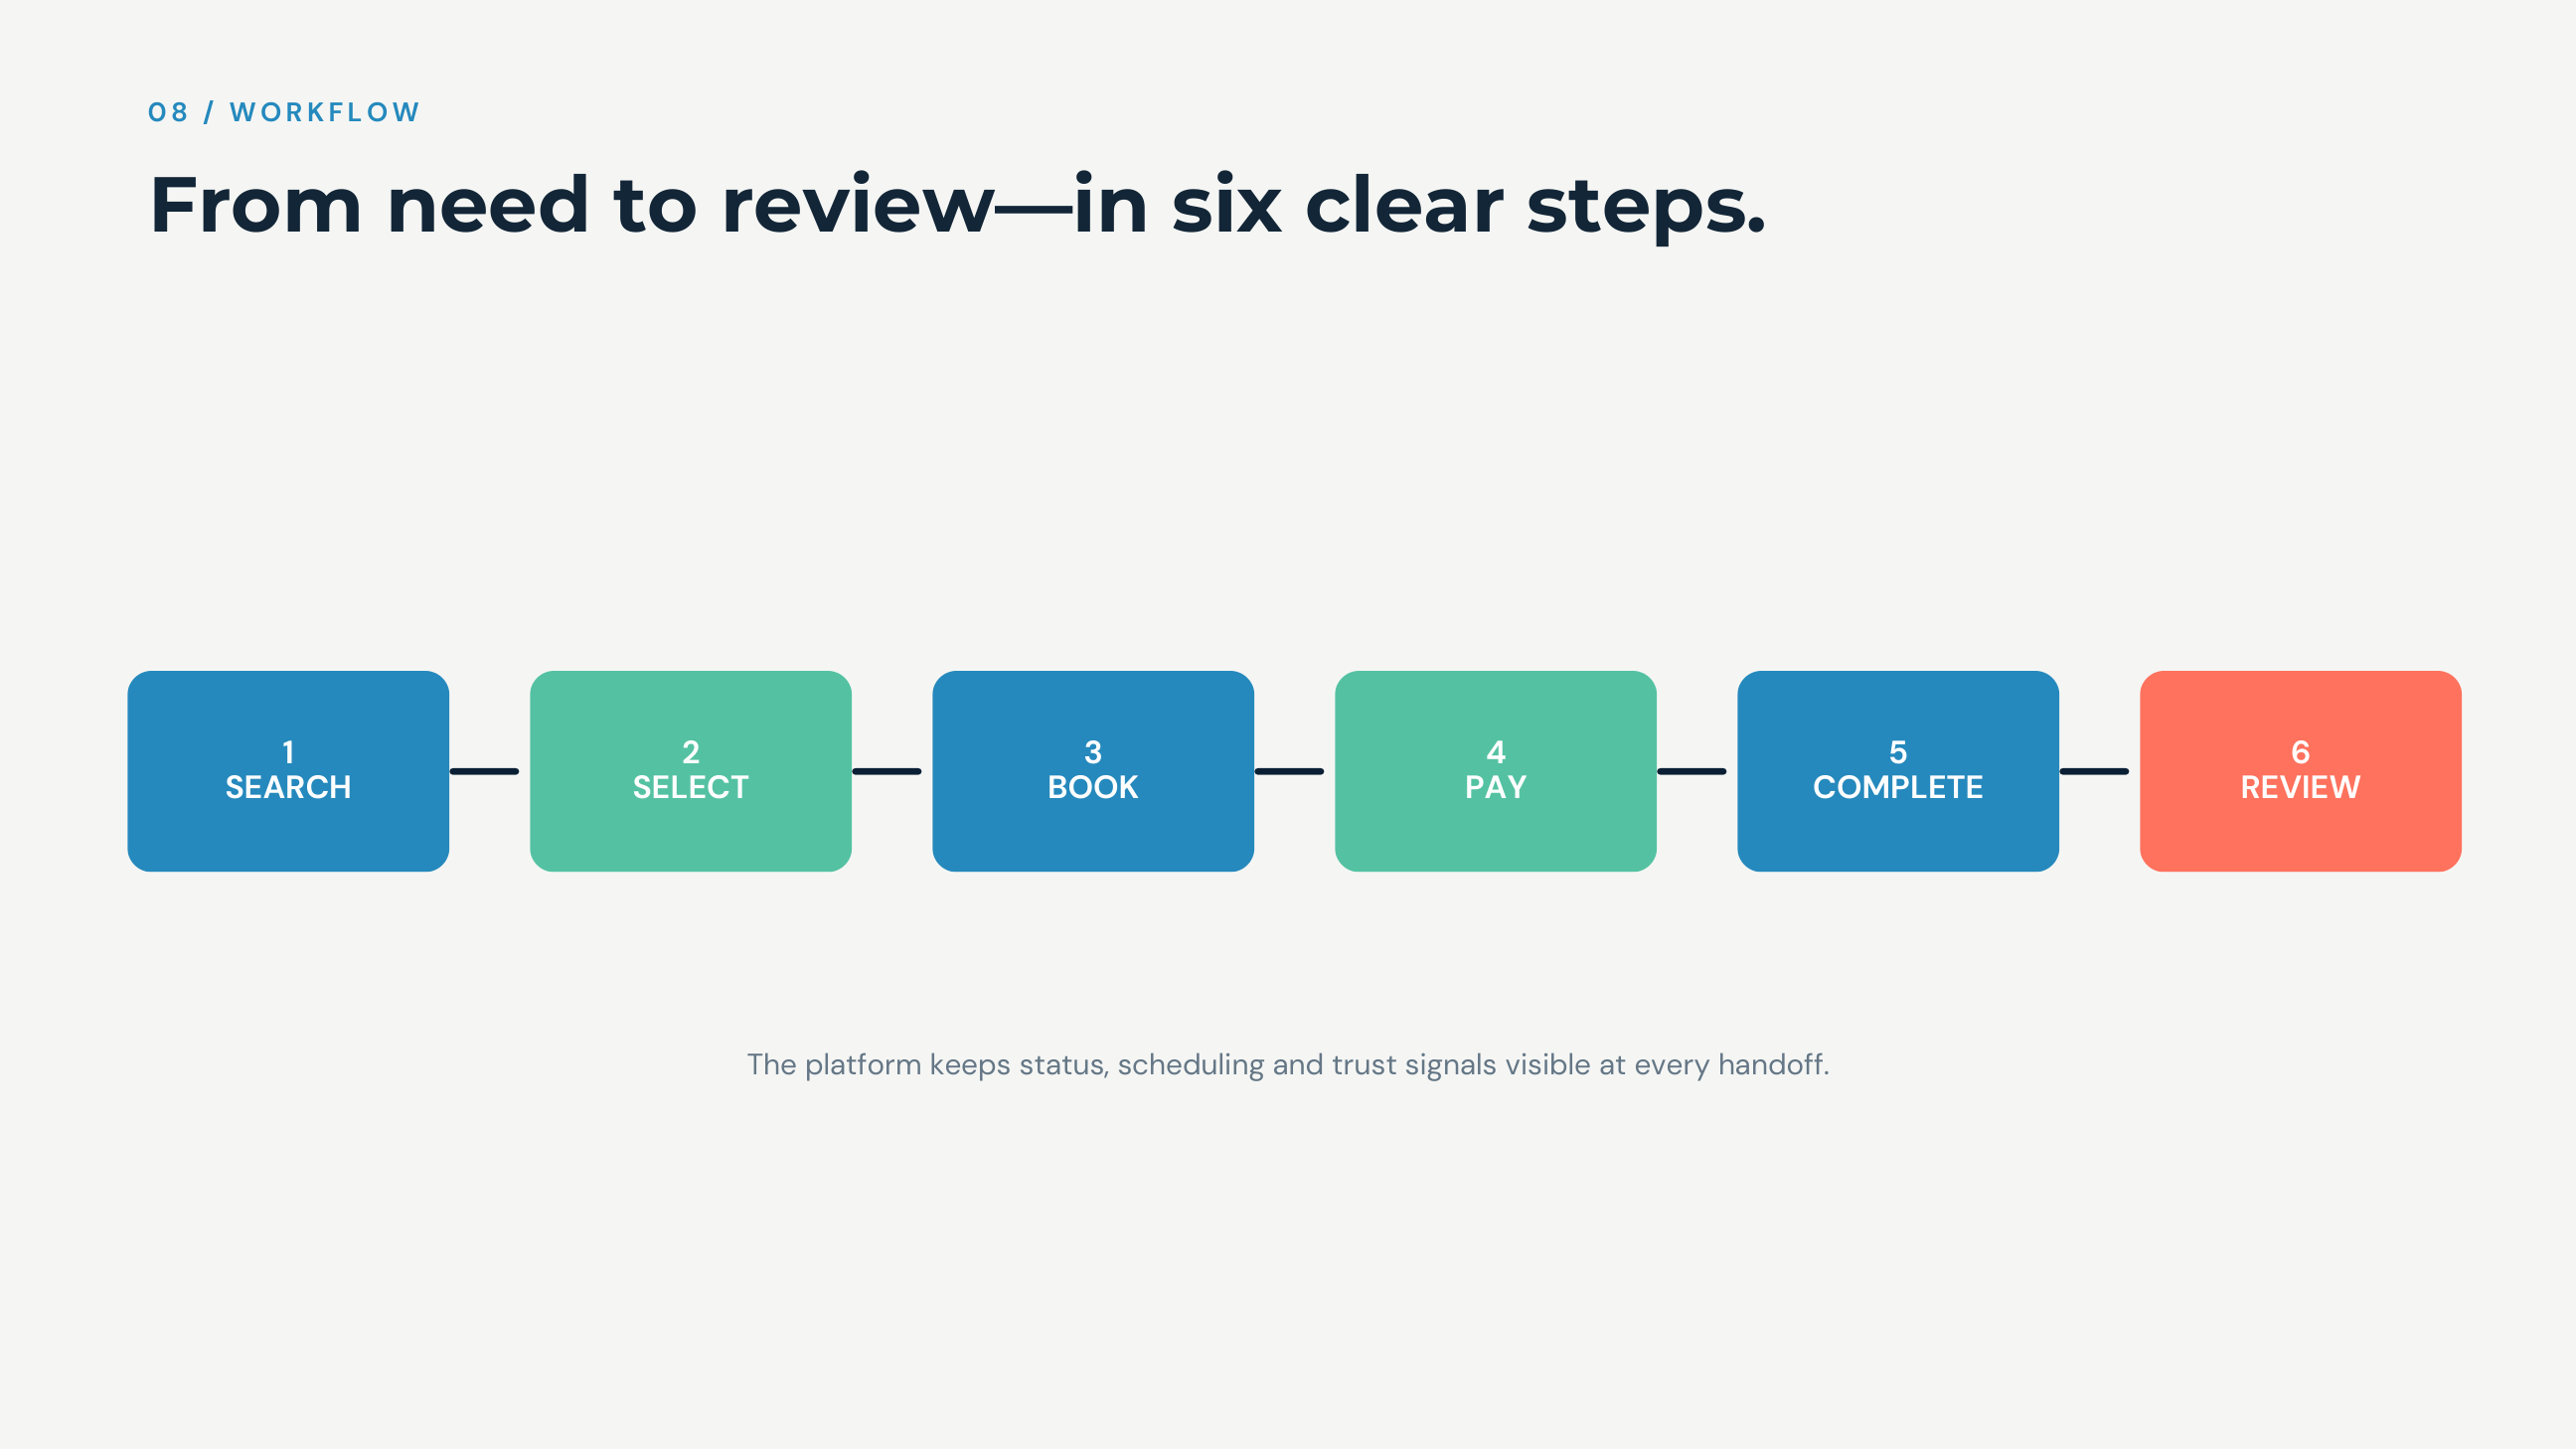 08 / WORKFLOW
From need to review—in six clear steps.
1
SEARCH
2
SELECT
3
BOOK
4
PAY
5
COMPLETE
6
REVIEW
The platform keeps status, scheduling and trust signals visible at every handoff.